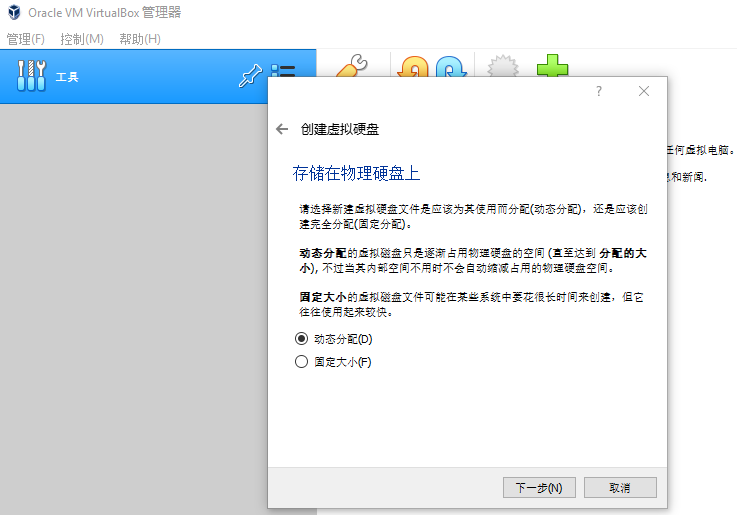 Oracle VM VirtualBox 管理器
管理(F) 控制(M) 帮助(H)
工具
?
创建虚拟硬盘
存储在物理硬盘上
任何虚拟电脑。
息和新闻.
请选择新建虚拟硬盘文件是应该为其使用而分配(动态分配)，还是应该创
建完全分配(固定分配)。
动态分配的虚拟磁盘只是逐渐占用物理硬盘的空间 (直至达到 分配的大
小), 不过当其内部空间不用时不会自动缩减占用的物理硬盘空间。
固定大小的虚拟磁盘文件可能在某些系统中要花很长时间来创建，但它
往往使用起来较快。
动态分配(D)
固定大小(F)
下一步(N) 取消